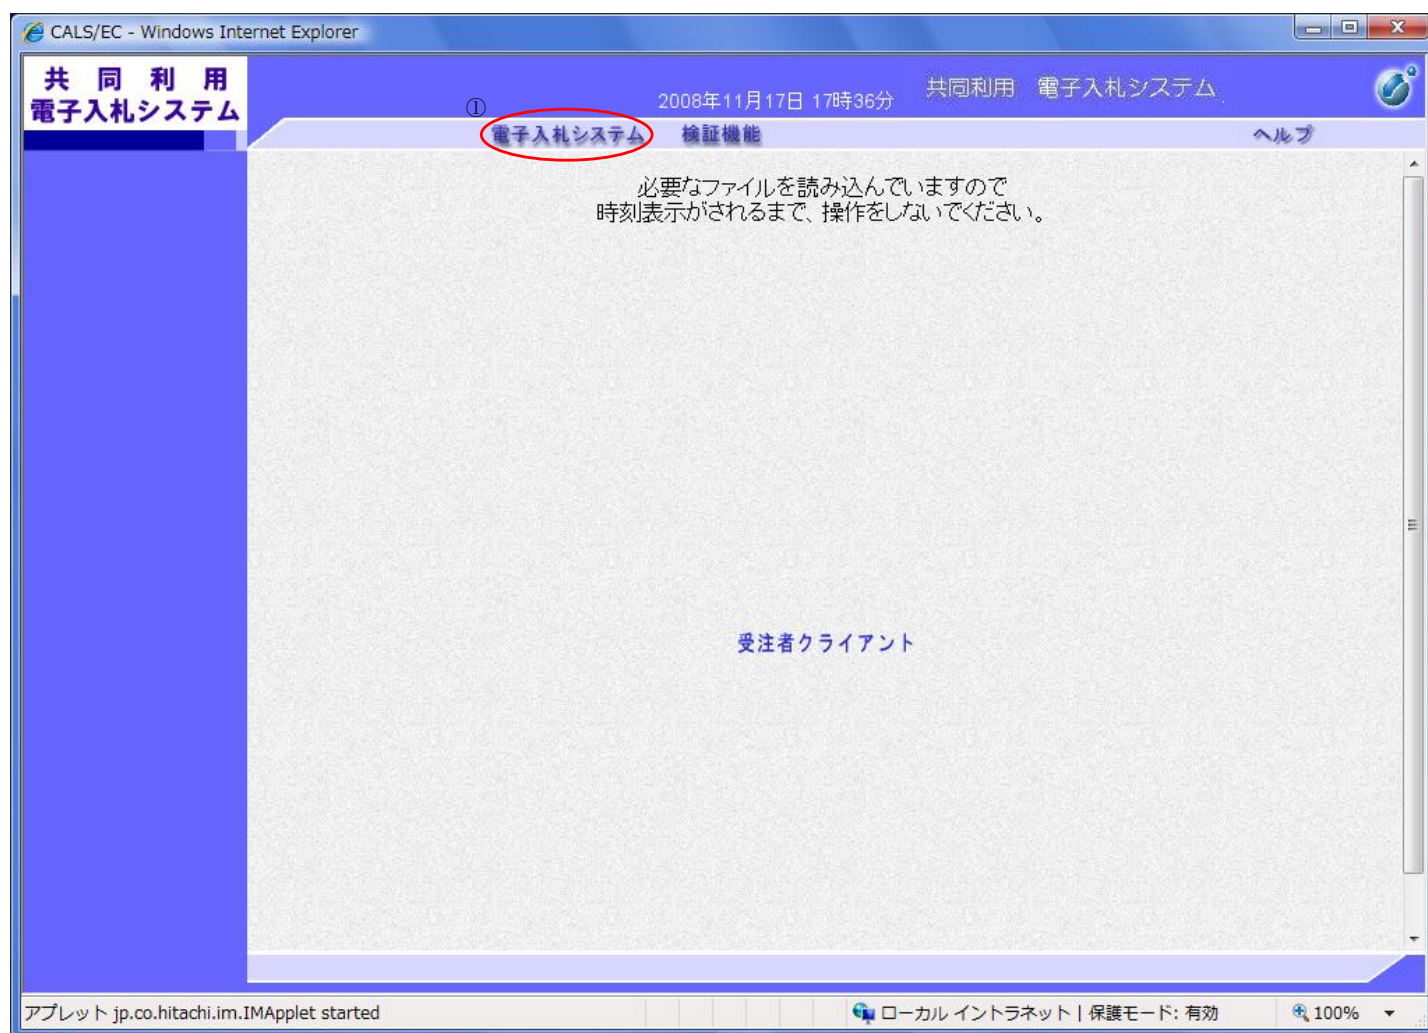 CALS/EC - Windows Internet Explorer
共 同 利 用
電子入札システム
2008年11月17日 17時36分
共同利用 電子入札システム
①
電子入札システム
検証機能
ヘルプ
必要なファイルを読み込んでいますので
時刻表示がされるまで、操作をしないでください。
受注者クライアント
アプレット jp.co.hitachi.im.IMApplet started
ローカル イントラネット | 保護モード: 有効
100%